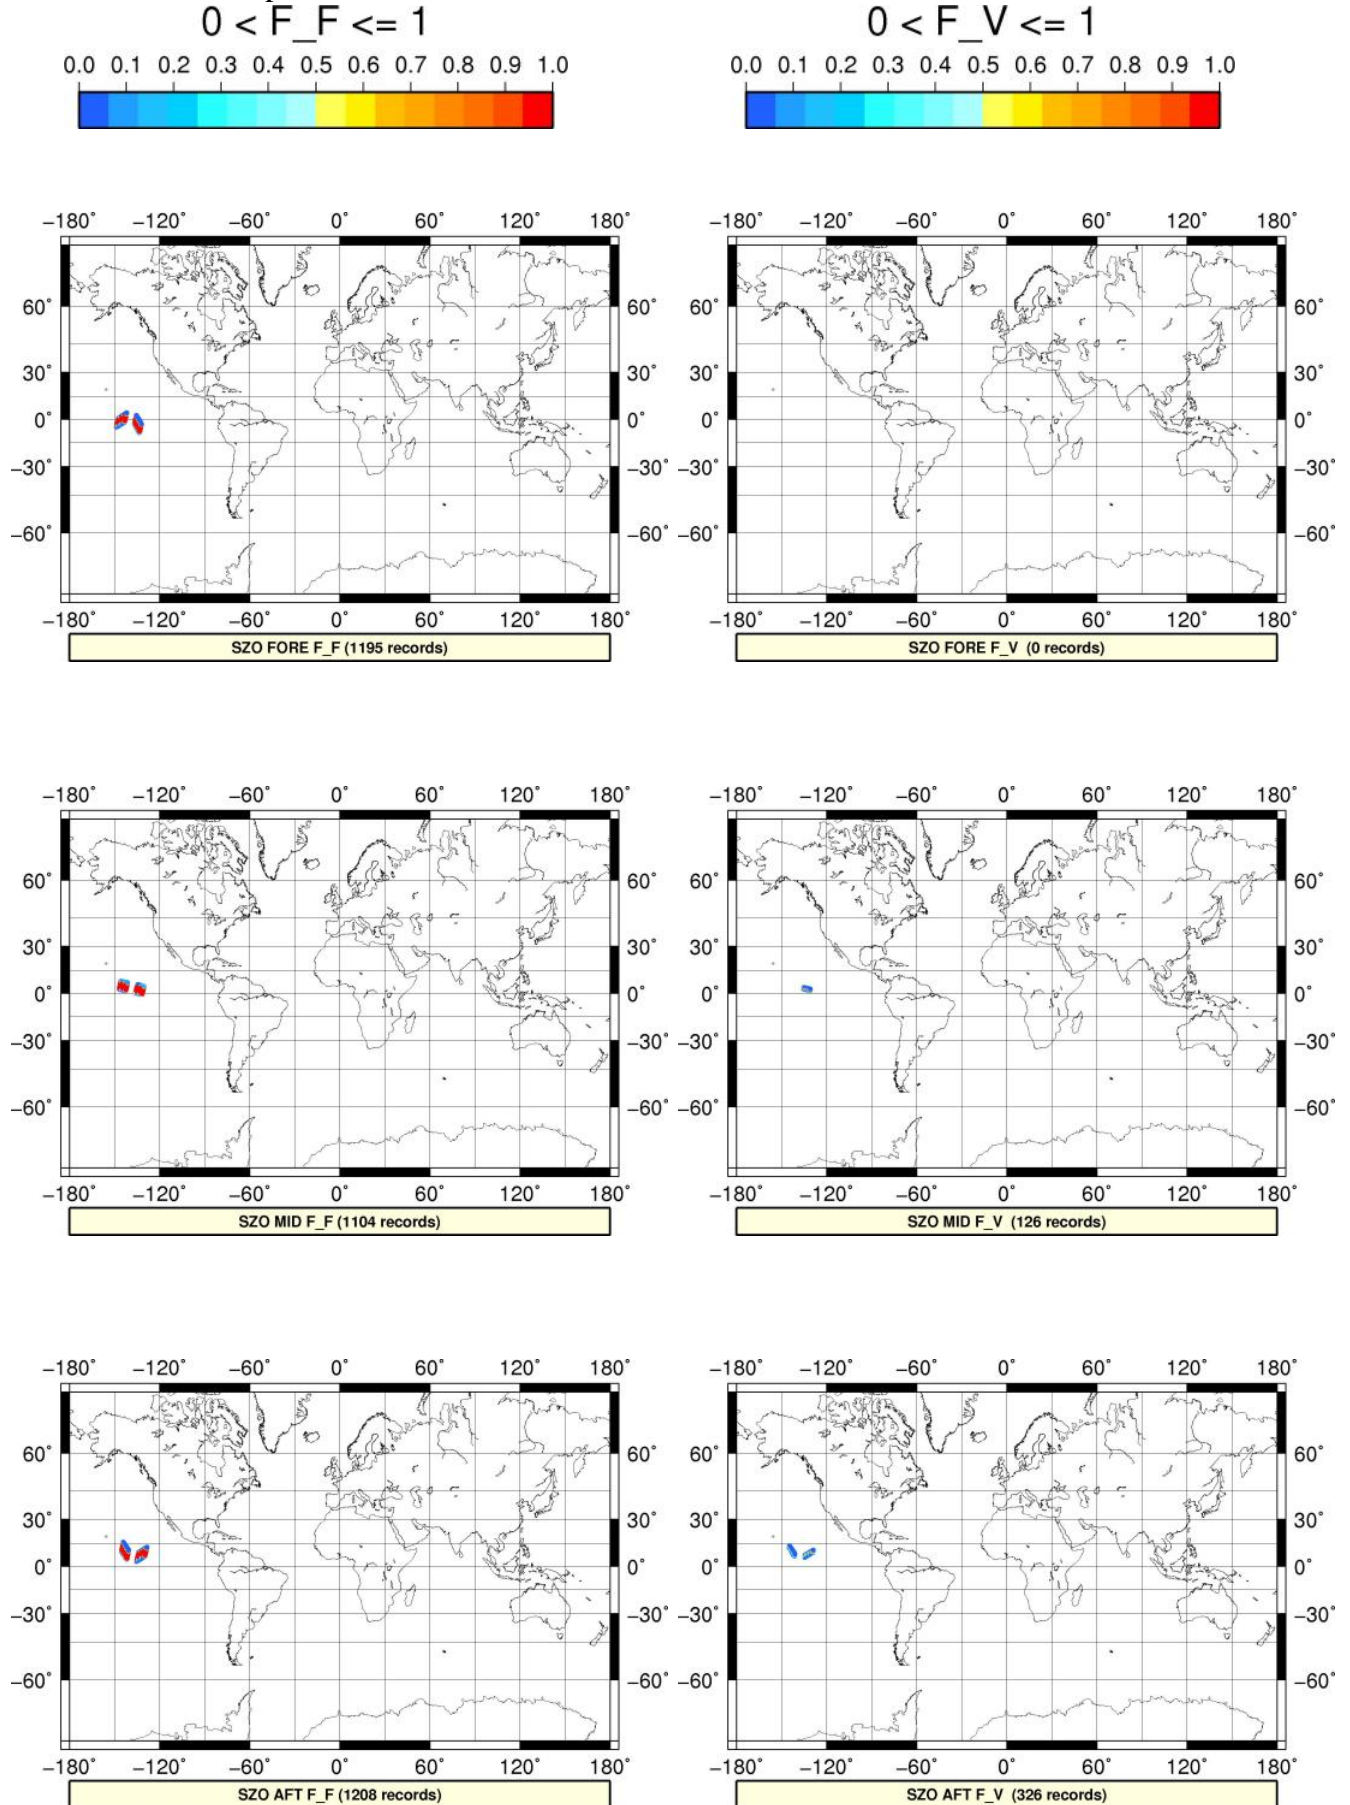 0 < F_F <= 1
0 < F_V <= 1
0.0 0.1 0.2 0.3 0.4 0.5 0.6 0.7 0.8 0.9 1.0
0.0 0.1 0.2 0.3 0.4 0.5 0.6 0.7 0.8 0.9 1.0
−180˚ −120˚ −60˚ 0˚ 60˚ 120˚ 180˚
−180˚ −120˚ −60˚ 0˚ 60˚ 120˚ 180˚
60˚ 60˚ 60˚
30˚ 30˚ 30˚
0˚ 0˚ 0˚
−30˚ −30˚ −30˚ −30˚
−60˚ −60˚ −60˚ −60˚
−180˚ −120˚ −60˚ 0˚ 60˚ 120˚ 180˚
−180˚ −120˚ −60˚ 0˚ 60˚ 120˚ 180˚
SZO FORE F_F (1195 records)
SZO FORE F_V (0 records)
−180˚ −120˚ −60˚ 0˚ 60˚ 120˚ 180˚
−180˚ −120˚ −60˚ 0˚ 60˚ 120˚ 180˚
60˚ 60˚ 60˚
30˚ 30˚ 30˚
0˚ 0˚ 0˚
−30˚ −30˚ −30˚ −30˚
−60˚ −60˚ −60˚ −60˚
−180˚ −120˚ −60˚ 0˚ 60˚ 120˚ 180˚
−180˚ −120˚ −60˚ 0˚ 60˚ 120˚ 180˚
SZO MID F_F (1104 records)
SZO MID F_V (126 records)
−180˚ −120˚ −60˚ 0˚ 60˚ 120˚ 180˚
−180˚ −120˚ −60˚ 0˚ 60˚ 120˚ 180˚
60˚ 60˚ 60˚
30˚ 30˚ 30˚
0˚ 0˚ 0˚
−30˚ −30˚ −30˚ −30˚
−60˚ −60˚ −60˚ −60˚
−180˚ −120˚ −60˚ 0˚ 60˚ 120˚ 180˚
−180˚ −120˚ −60˚ 0˚ 60˚ 120˚ 180˚
SZO AFT F_F (1208 records)
SZO AFT F_V (326 records)